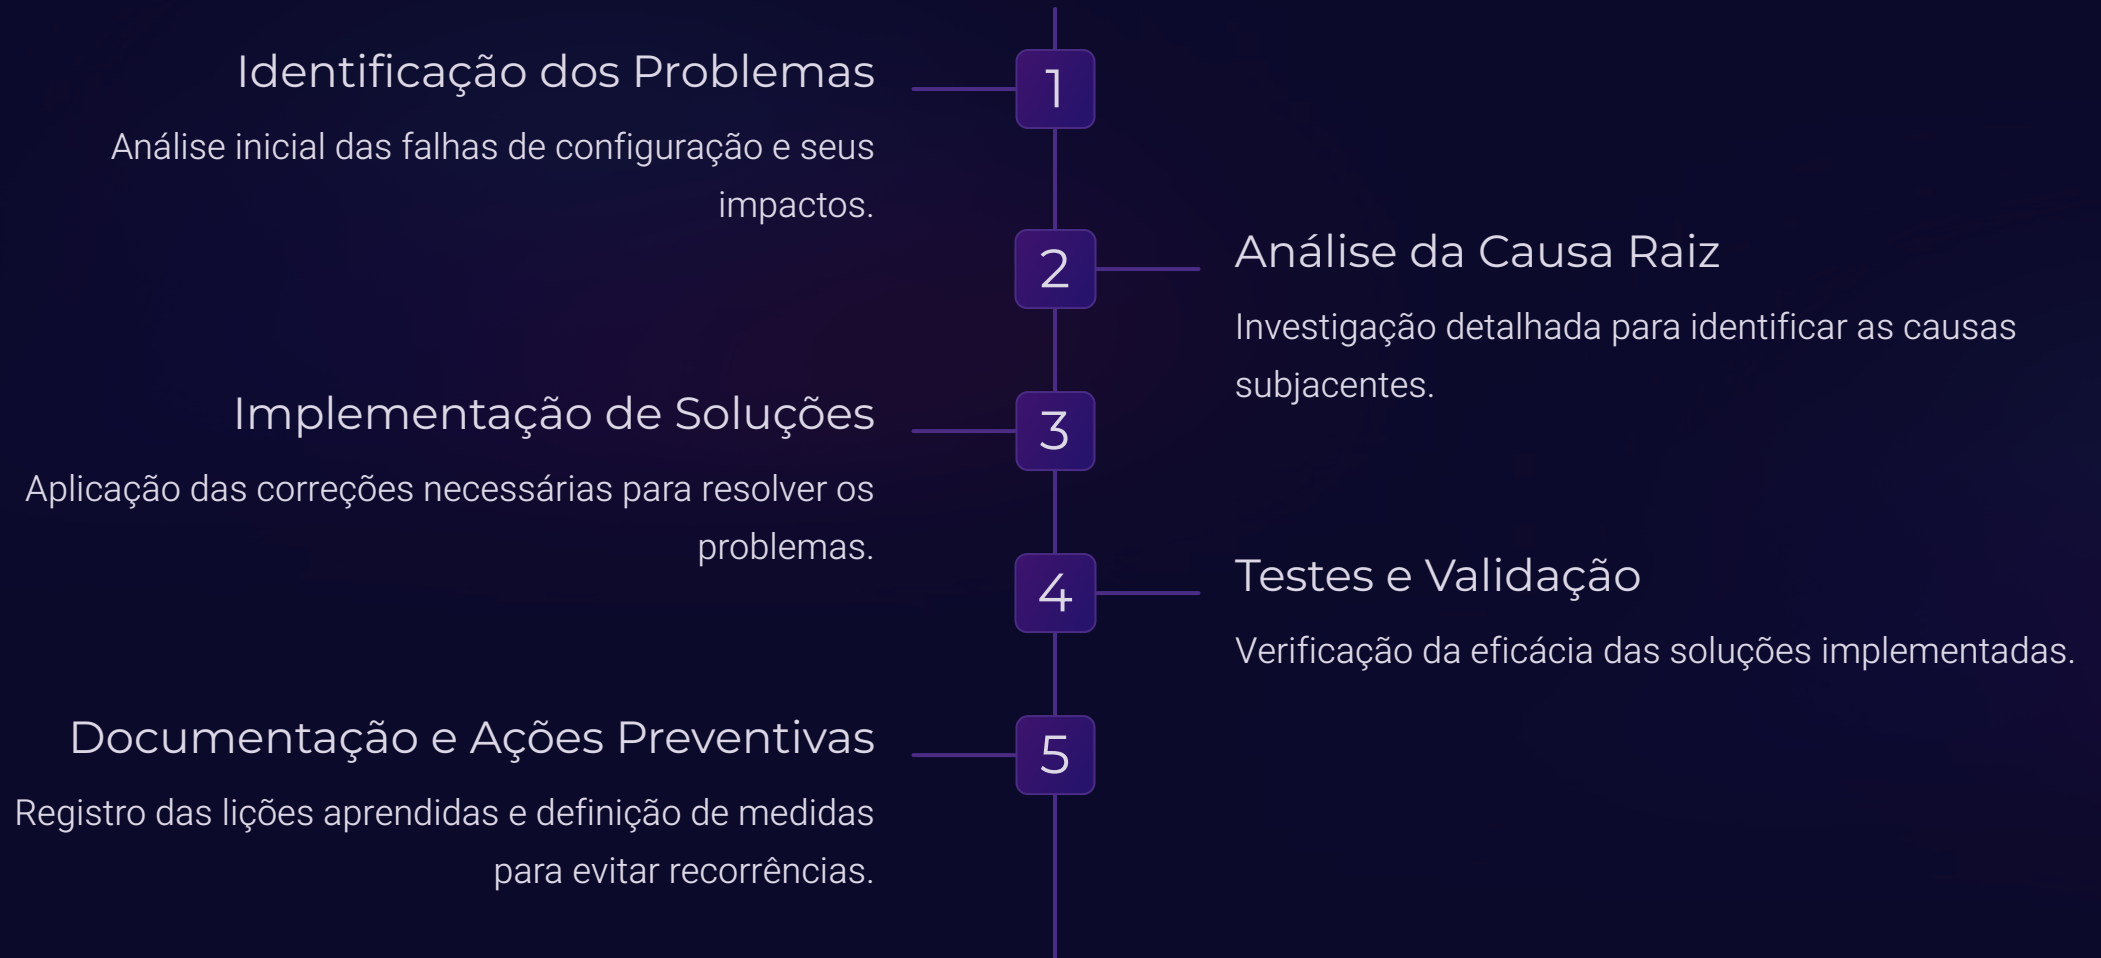 Identificação dos Problemas
1
Análise inicial das falhas de configuração e seus
impactos.
2
Análise da Causa Raiz
Investigação detalhada para identificar as causas
subjacentes.
Implementação de Soluções
3
Aplicação das correções necessárias para resolver os
problemas.
4
Testes e Validação
Verificação da eficácia das soluções implementadas.
Documentação e Ações Preventivas
5
Registro das lições aprendidas e definição de medidas
para evitar recorrências.